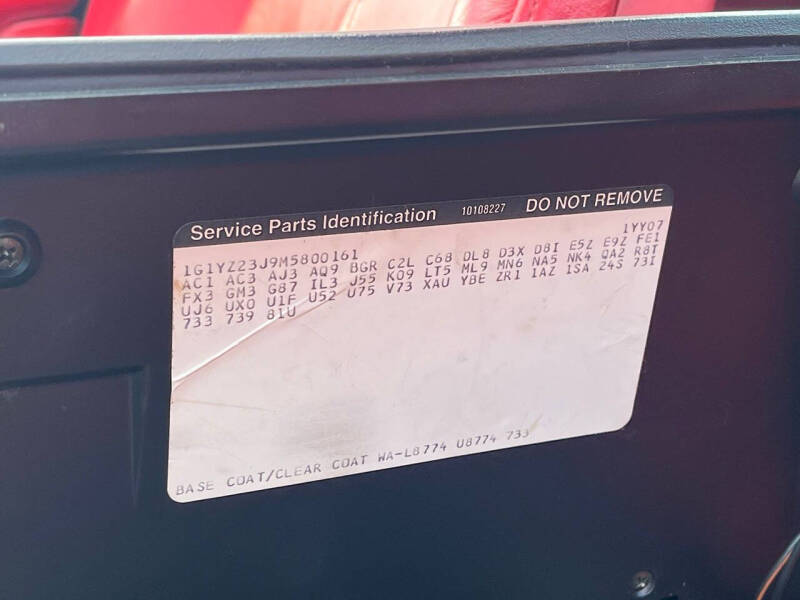 Service Parts Identification 10108227 DO NOT REMOVE
1G1YZ23J9M5800161 1YY07
AC1 AC3 AJ3 AQ9 BGR C2L C68 DL8 D3X D8I E5Z E9Z FE1
FX3 GM3 G87 IL3 J55 K09 LT5 ML9 MN6 NA5 NK4 QA2 R8T
UJ6 UX0 U1F U52 U75 V73 XAU YBE ZR1 1AZ 1SA 24S 73I
733 739 8IU
BASE COAT/CLEAR COAT WA-L8774 U8774 733